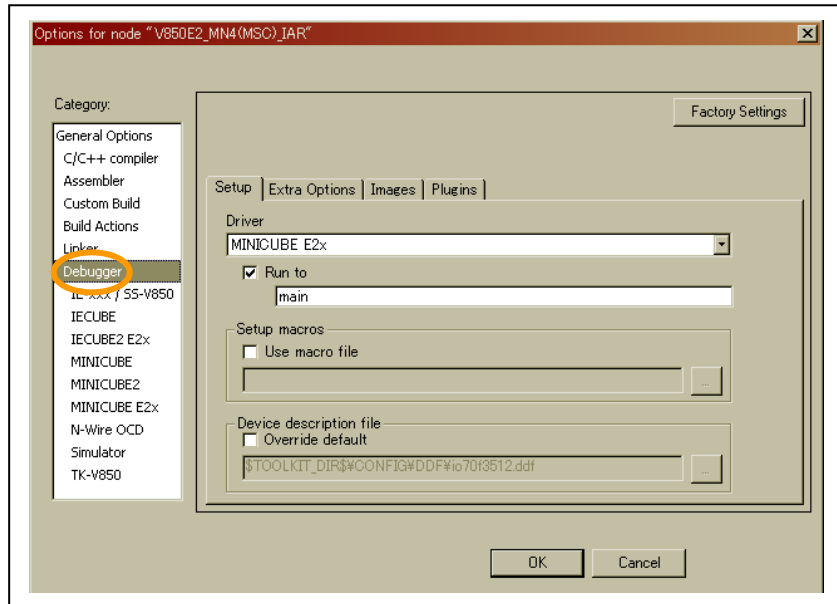 Options for node "V850E2_MN4(MSC)_IAR"
Category:
Factory Settings
General Options
C/C++ compiler
Assembler
Custom Build
Build Actions
Linker
Debugger
IE-xxx / SS-V850
IECUBE
IECUBE2 E2x
MINICUBE
MINICUBE2
MINICUBE E2x
N-Wire OCD
Simulator
TK-V850
Setup Extra Options Images Plugins
Driver
MINICUBE E2x
Run to
main
Setup macros
Use macro file
...
Device description file
Override default
$TOOLKIT_DIR$¥CONFIG¥DDF¥io70f3512.ddf
...
OK Cancel